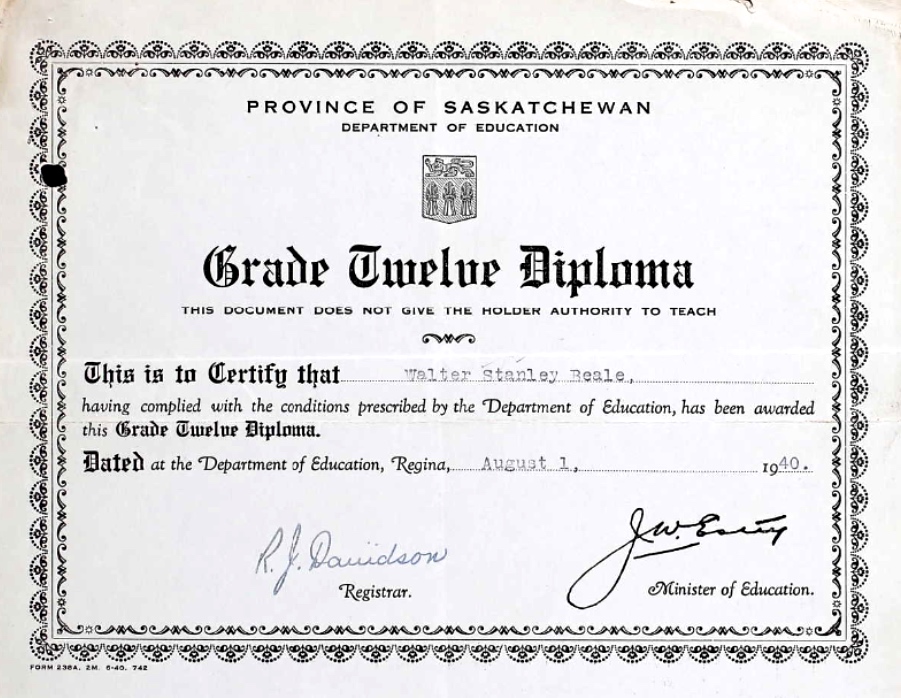 PROVINCE OF SASKATCHEWAN
DEPARTMENT OF EDUCATION
Grade Twelve Diploma
THIS DOCUMENT DOES NOT GIVE THE HOLDER AUTHORITY TO TEACH
This is to Certify that Walter Stanley Beale,
having complied with the conditions prescribed by the Department of Education, has been awarded
this Grade Twelve Diploma.
Dated at the Department of Education, Regina, August 1, 1940.
R. J. Davidson
Registrar.
J. W. Estey
Minister of Education.
FORM 238A. 2M. 6-40. 742